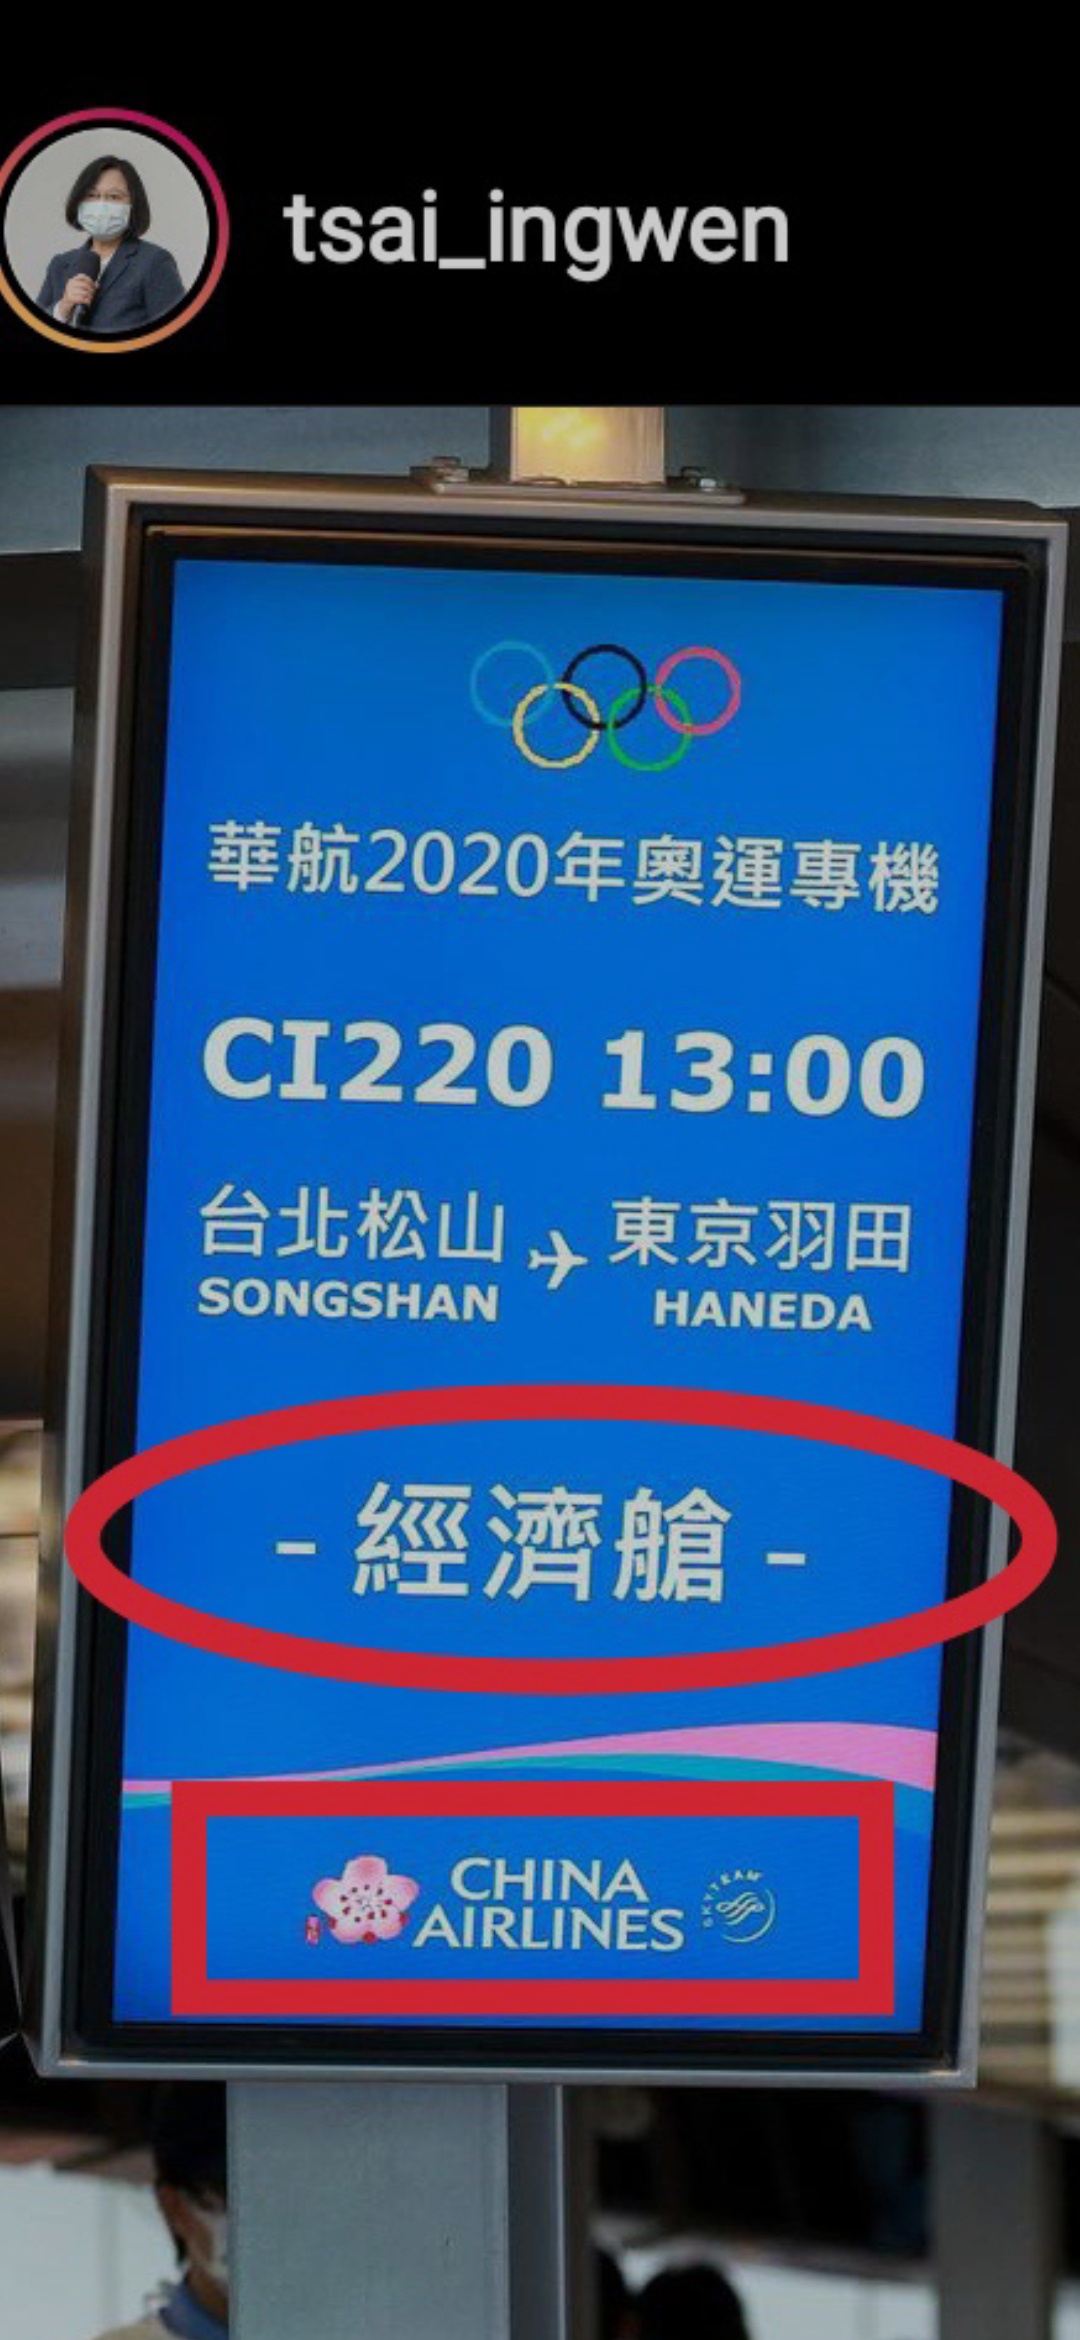 tsai_ingwen
華航2020年奧運專機
CI220 13:00
台北松山 東京羽田
SONGSHAN HANEDA
- 經濟艙 -
CHINA
AIRLINES
SKYTEAM